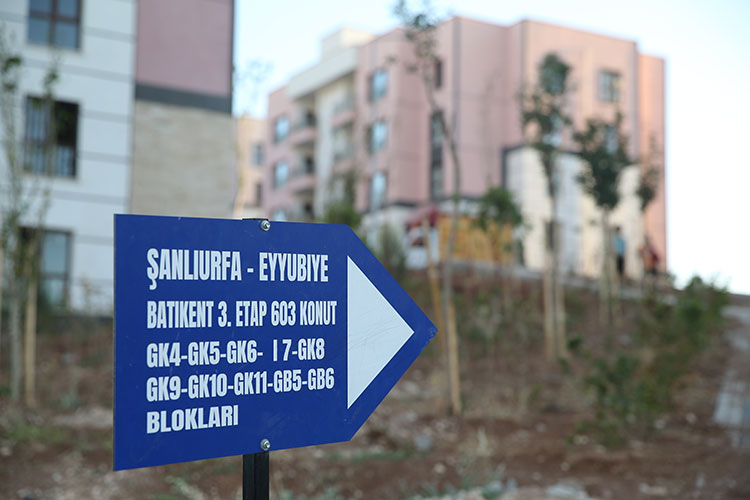 ŞANLIURFA - EYYUBIYE
BATIKENT 3. ETAP 603 KONUT
GK4-GK5-GK6- 7-GK8
GK9-GK10-GK11-GB5-GB6
BLOKLARI